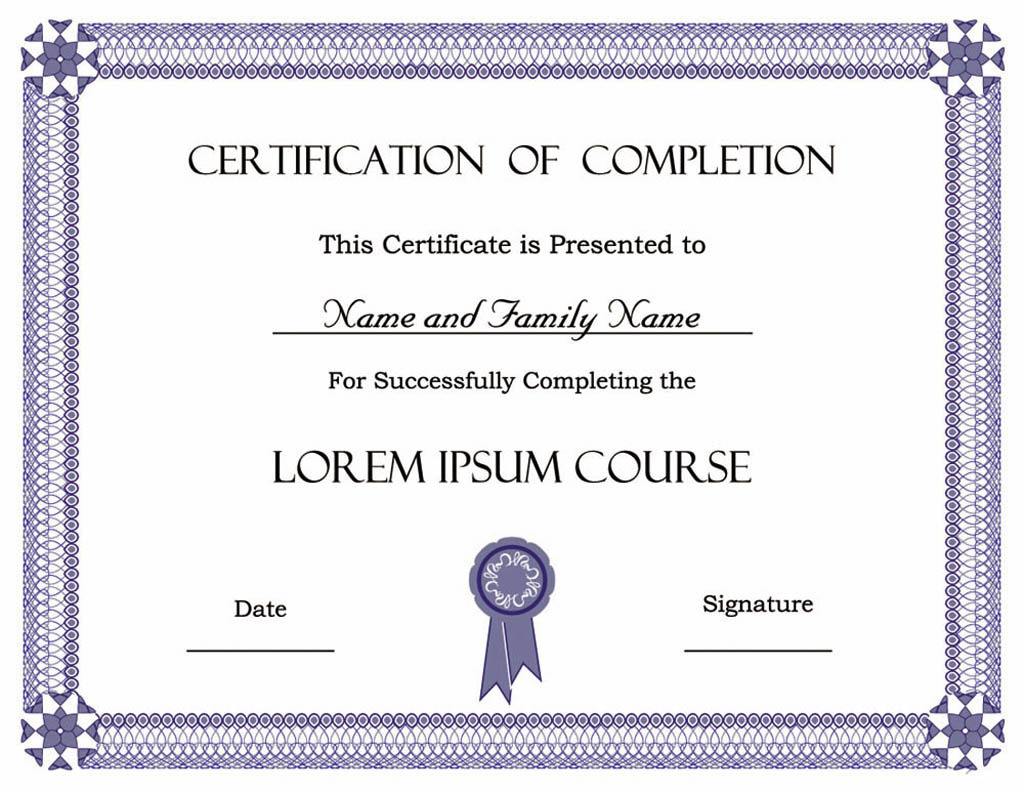 CERTIFICATION OF COMPLETION
This Certificate is Presented to
Name and Family Name
For Successfully Completing the
LOREM IPSUM COURSE
Date
Signature